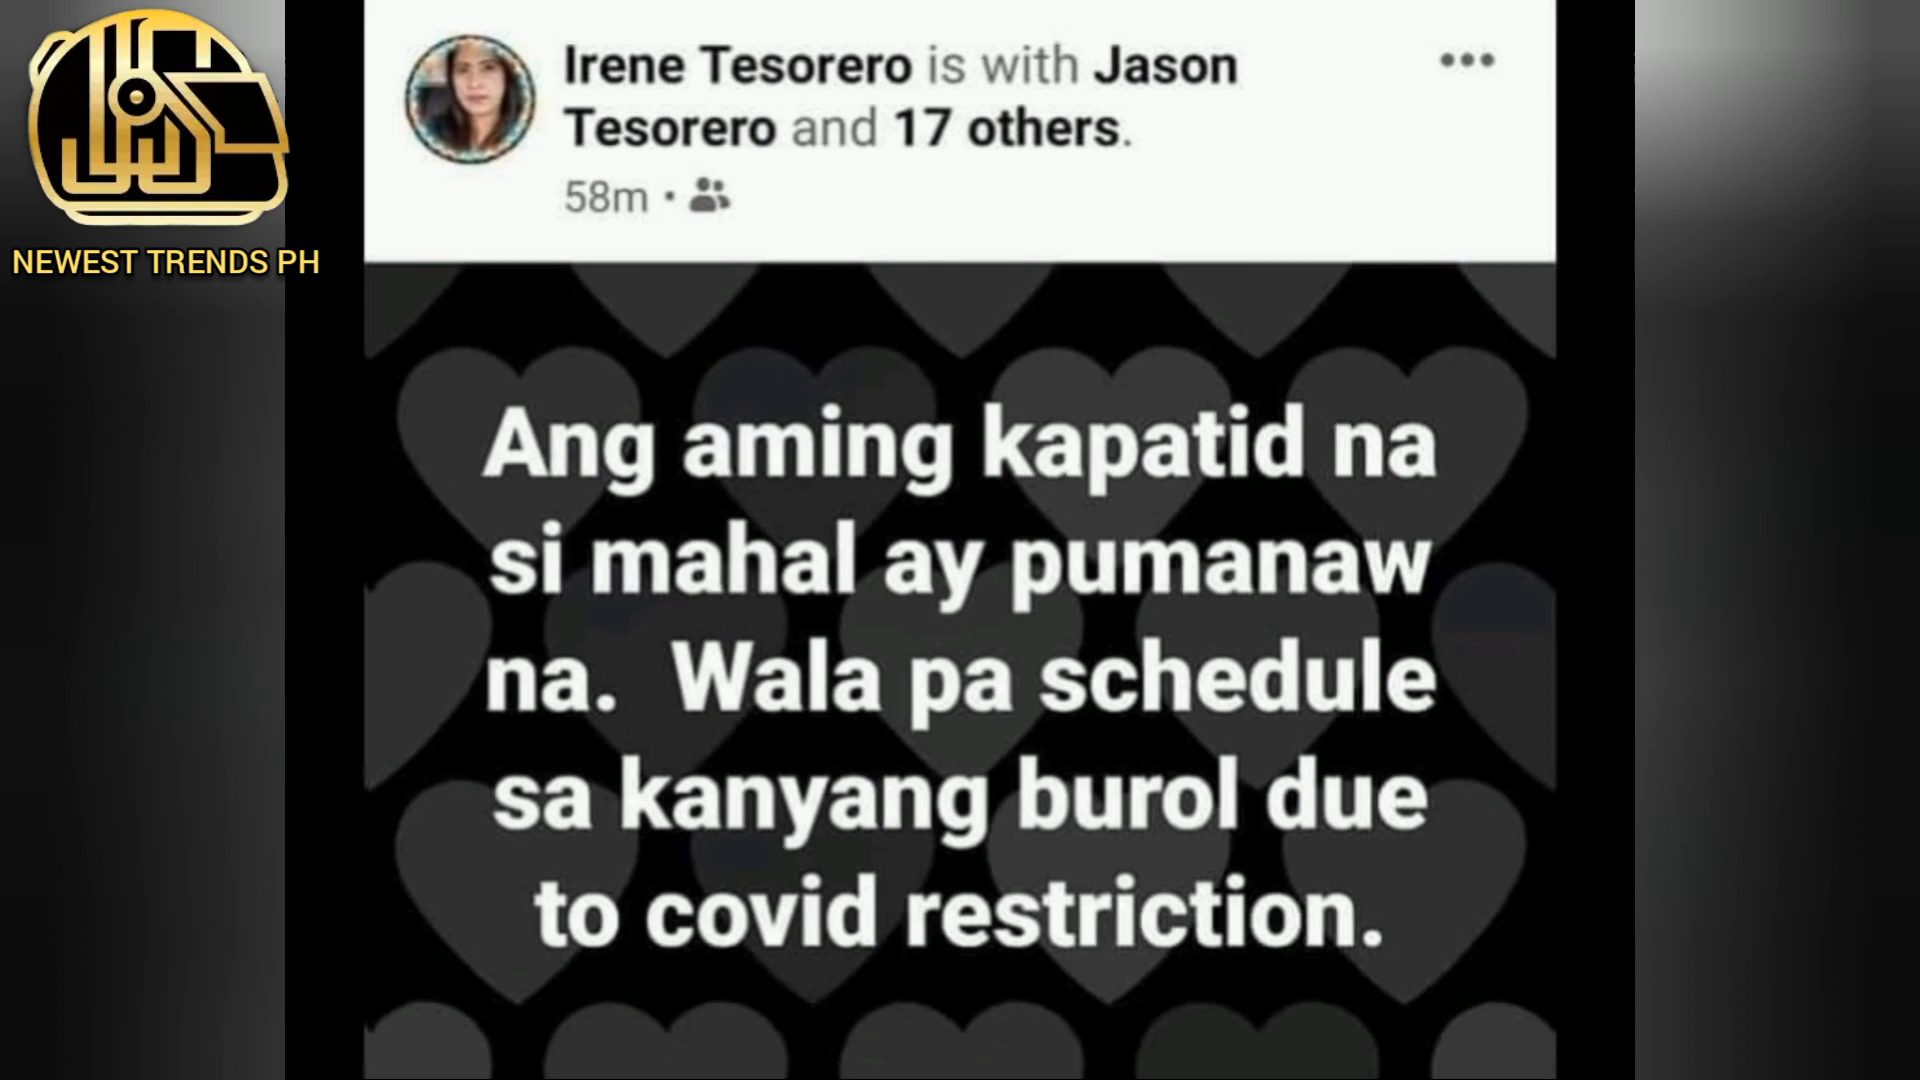 Irene Tesorero is with Jason
Tesorero and 17 others.
58m
NEWEST TRENDS PH
Ang aming kapatid na
si mahal ay pumanaw
na. Wala pa schedule
sa kanyang burol due
to covid restriction.